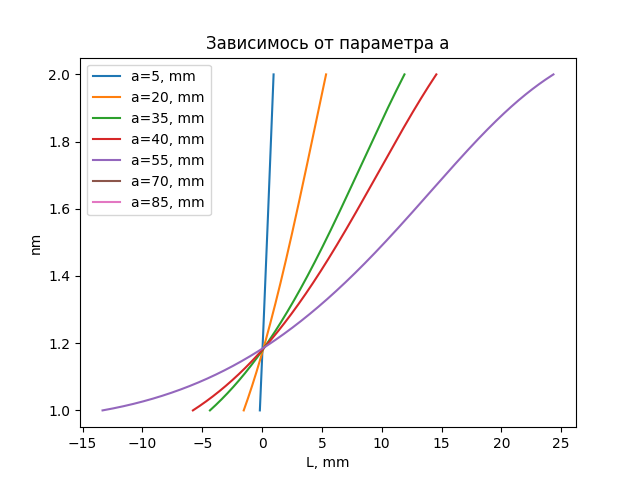 Зависимось от параметра a
a=5, mm
a=20, mm
a=35, mm
a=40, mm
a=55, mm
a=70, mm
a=85, mm
nm
2.0
1.8
1.6
1.4
1.2
1.0
−15 −10 −5 0 5 10 15 20 25
L, mm